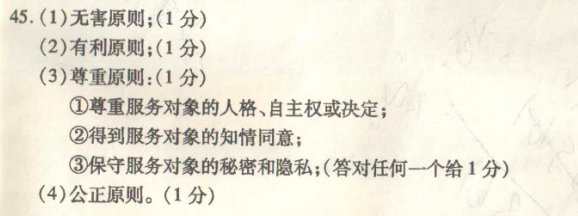 45.(1)无害原则;(1分)
(2)有利原则;(1分)
(3)尊重原则:(1分)
①尊重服务对象的人格、自主权或决定;
②得到服务对象的知情同意;
③保守服务对象的秘密和隐私;(答对任何一个给1分)
(4)公正原则。(1分)